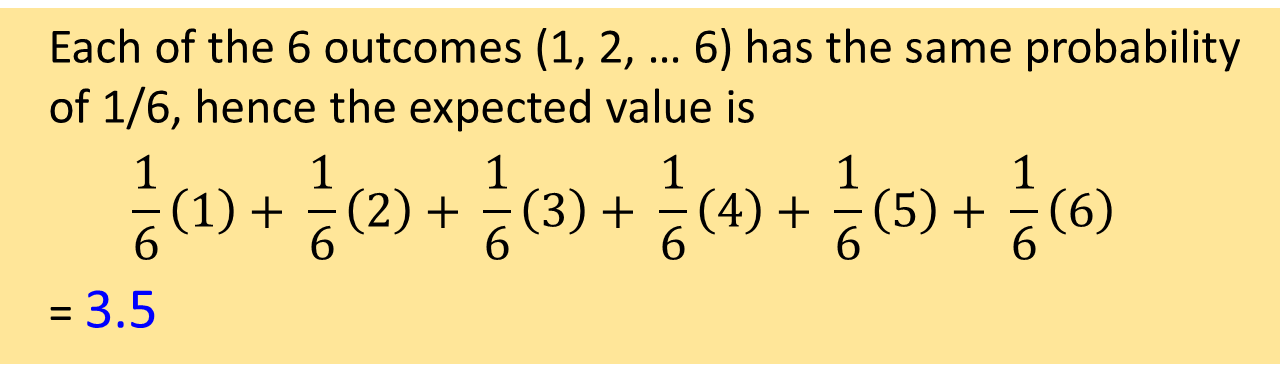 Each of the 6 outcomes (1, 2, … 6) has the same probability
of 1/6, hence the expected value is
1/6 (1) + 1/6 (2) + 1/6 (3) + 1/6 (4) + 1/6 (5) + 1/6 (6)
= 3.5